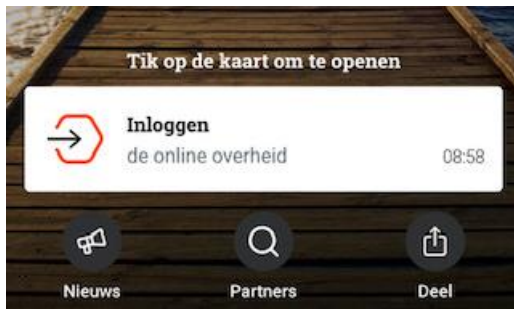 Tik op de kaart om te openen
Inloggen
de online overheid
08:58
Nieuws
Partners
Deel